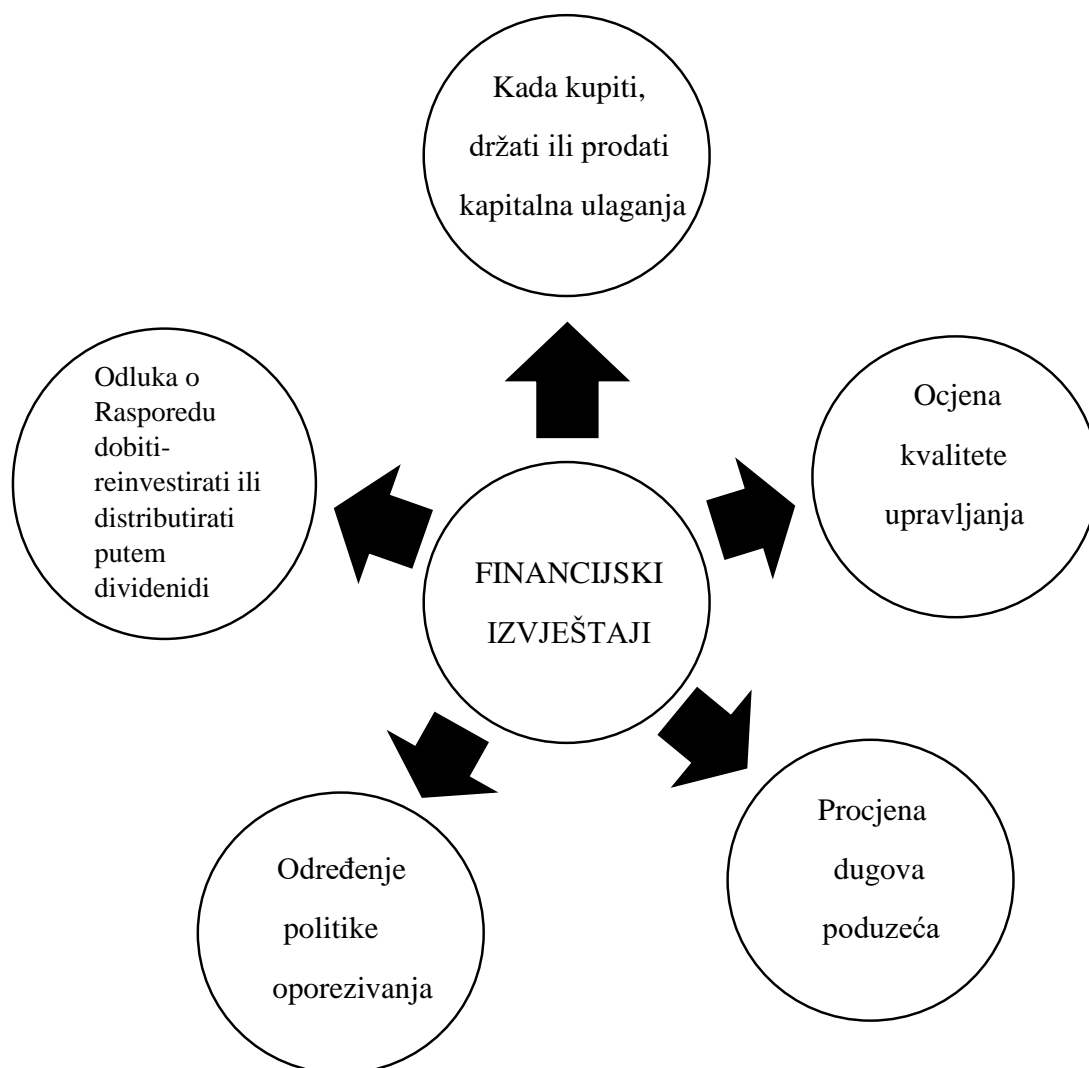 Kada kupiti,
držati ili prodati
kapitalna ulaganja
Odluka o
Rasporedu
dobiti-
reinvestirati ili
distributirati
putem
dividenidi
Ocjena
kvalitete
upravljanja
FINANCIJSKI
IZVJEŠTAJI
Određenje
politike
oporezivanja
Procjena
dugova
poduzeća